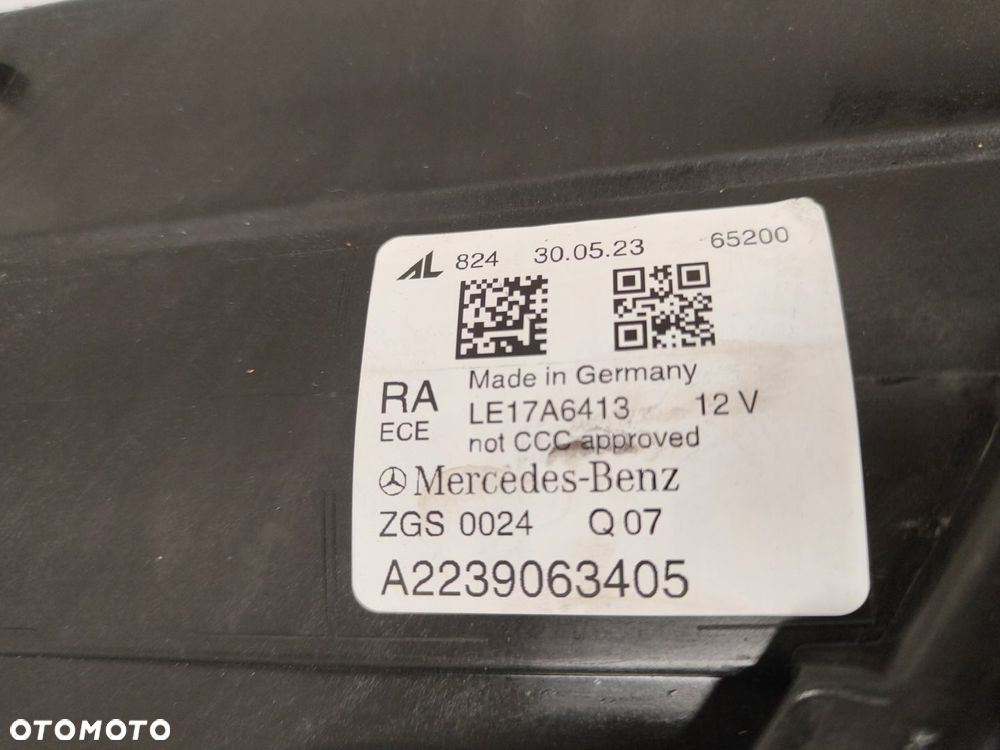 AL 824 30.05.23 65200
Made in Germany
RA LE17A6413 12 V
ECE not CCC approved
Mercedes-Benz
ZGS 0024 Q 07
A2239063405
OTOMOTO